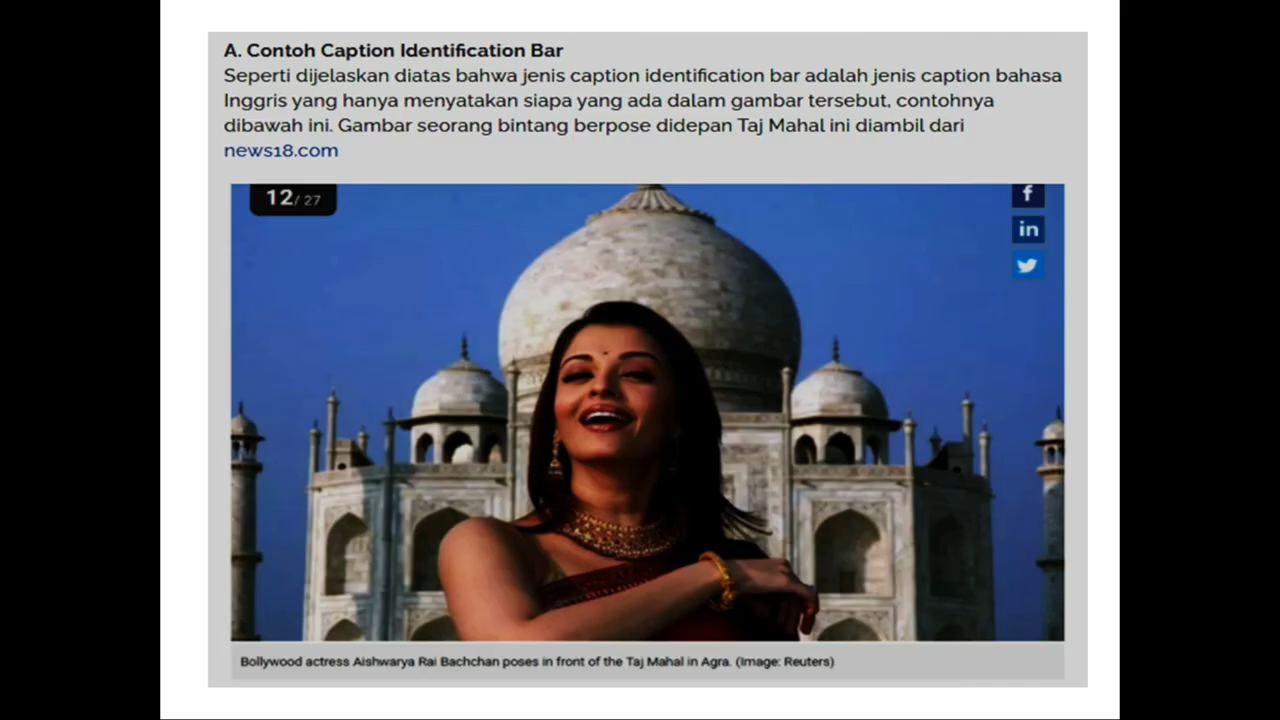 A. Contoh Caption Identification Bar
Seperti dijelaskan diatas bahwa jenis caption identification bar adalah jenis caption bahasa
Inggris yang hanya menyatakan siapa yang ada dalam gambar tersebut, contohnya
dibawah ini. Gambar seorang bintang berpose didepan Taj Mahal ini diambil dari
news18.com
12/ 27
f
in
Bollywood actress Aishwarya Rai Bachchan poses in front of the Taj Mahal in Agra. (Image: Reuters)